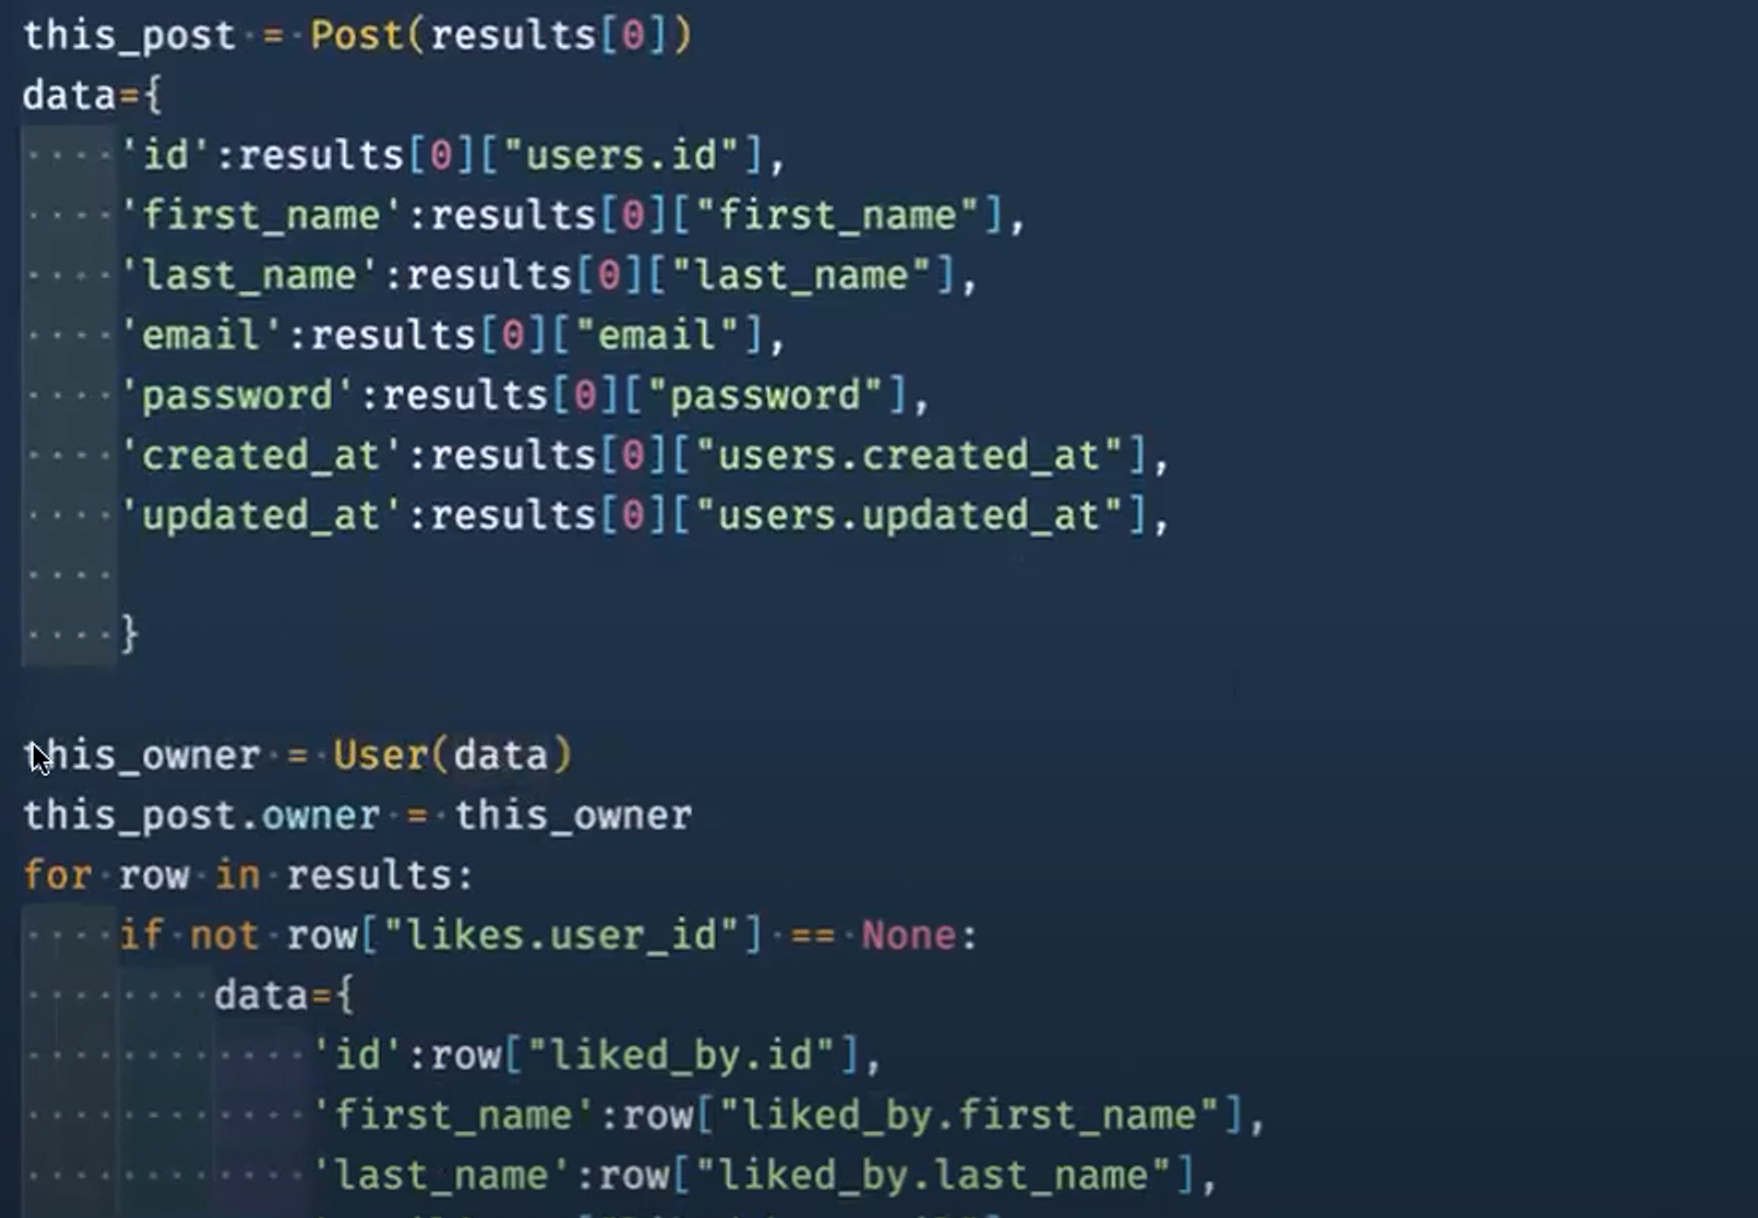 this_post = Post(results[0])
data={
    'id':results[0]["users.id"],
    'first_name':results[0]["first_name"],
    'last_name':results[0]["last_name"],
    'email':results[0]["email"],
    'password':results[0]["password"],
    'created_at':results[0]["users.created_at"],
    'updated_at':results[0]["users.updated_at"],
    }
this_owner = User(data)
this_post.owner = this_owner
for row in results:
    if not row["likes.user_id"] == None:
        data={
            'id':row["liked_by.id"],
            'first_name':row["liked_by.first_name"],
            'last_name':row["liked_by.last_name"],